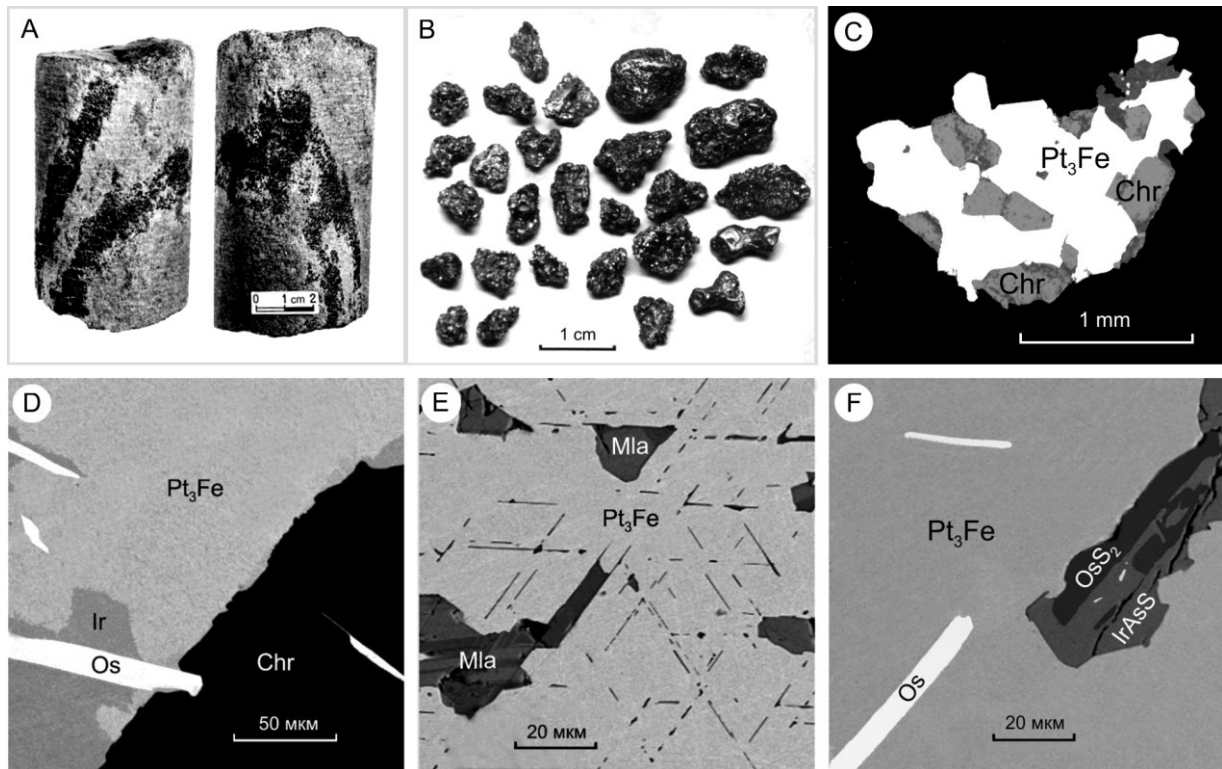 A
0 1 cm 2
B
1 cm
C
Pt₃Fe
Chr
Chr
1 mm
D
Pt₃Fe
Ir
Os
Chr
50 мкм
E
Mla
Pt₃Fe
Mla
20 мкм
F
Pt₃Fe
OsS₂
IrAsS
Os
20 мкм